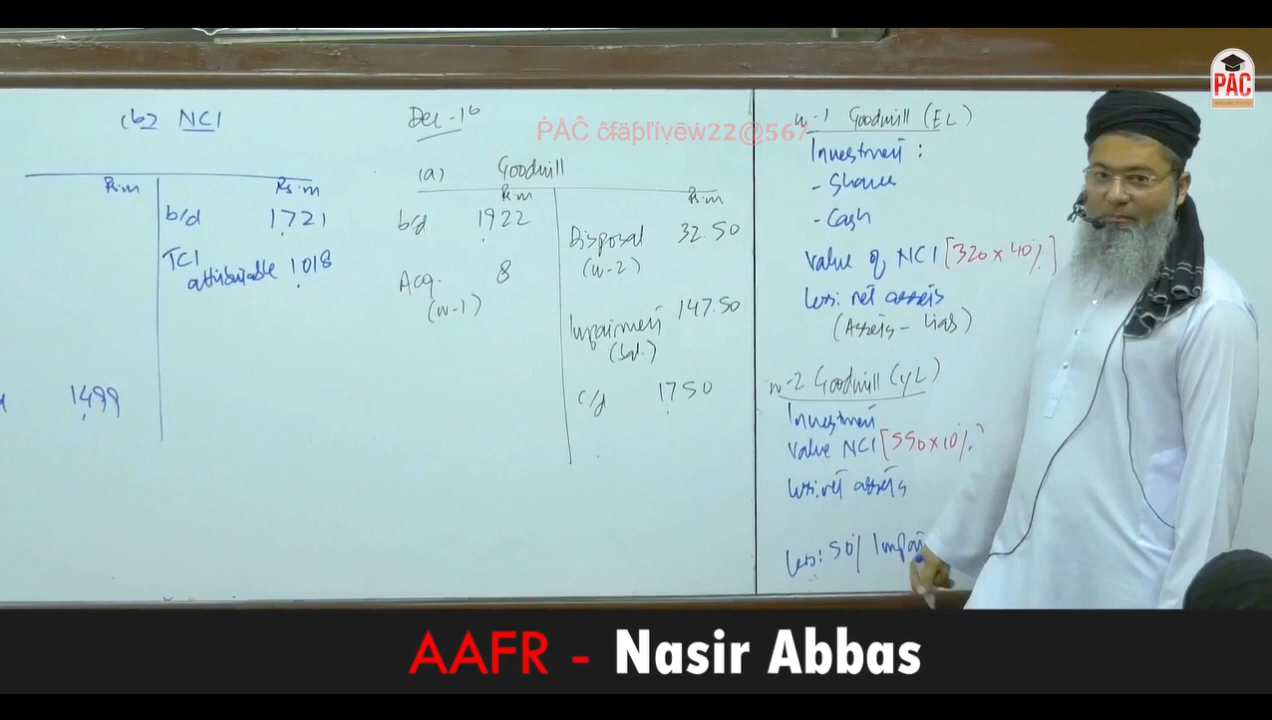 (b) NCI
Rs.m
Rs.m
b/d 1721
TCI
attributable 1018
1499
Dec-16
(a) Goodwill
Rs.m
Rs.m
b/d 1922
Disposal 32.50
(w-2)
Acq. 8
(w-1)
Impairment 147.50
(bal.)
c/d 1750
w-1 Goodwill (EL)
Investment:
- Shares
- Cash
value of NCI [320 x 40%]
Less: net assets
(Assets - Liab)
w-2 Goodwill (YL)
Investment
value NCI [550 x 10%]
Less: net assets
Less: 50%
PAC
AAFR - Nasir Abbas